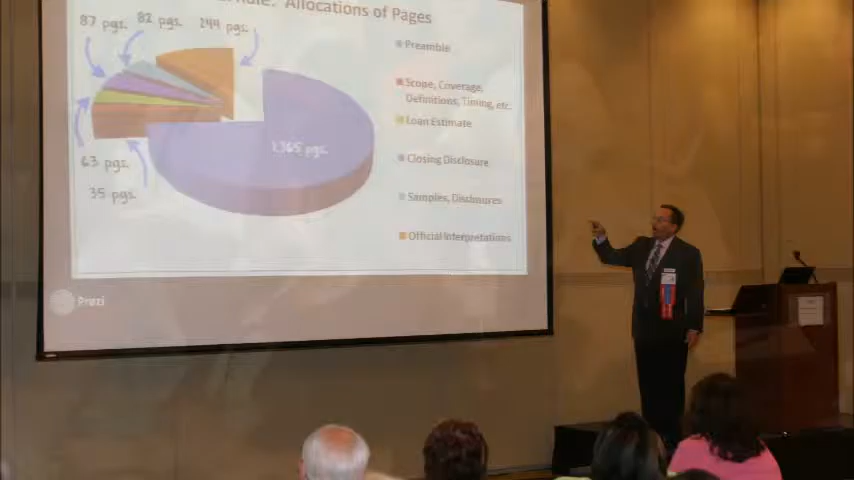 Allocations of Pages
87 pgs. 82 pgs. 244 pgs.
Preamble
Scope, Coverage,
Definitions, Timing, etc.
Loan Estimate
1,365 pgs.
Closing Disclosure
63 pgs.
35 pgs.
Samples, Disclosures
Official Interpretations
Prezi